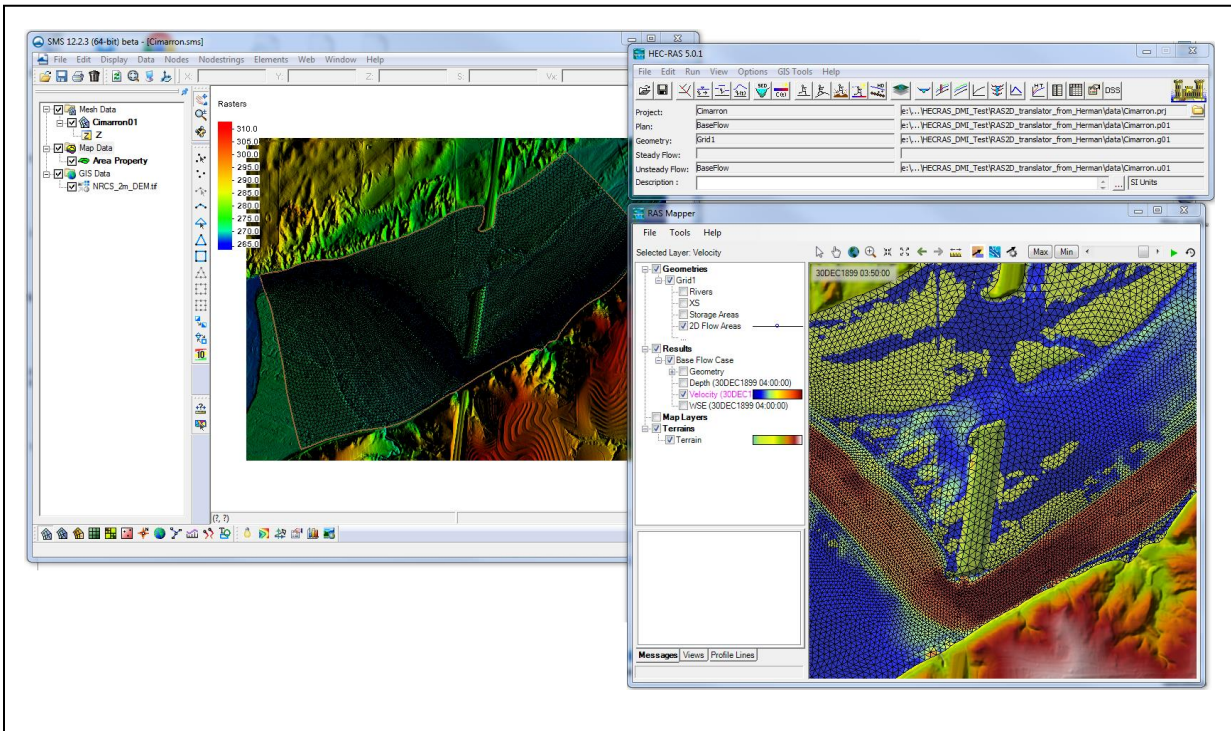 SMS 12.2.3 (64-bit) beta - [Cimarron.sms]
File Edit Display Data Nodes Nodestrings Elements Web Window Help
X: Y: Z: S: Vx:
Mesh Data
Cimarron01
Z
Map Data
Area Property
GIS Data
NRCS_2m_DEM.tif
Rasters
310.0
305.0
300.0
295.0
290.0
285.0
280.0
275.0
270.0
265.0
(?, ?)
HEC-RAS 5.0.1
File Edit Run View Options GIS Tools Help
DSS
Project: Cimarron e:\...\HECRAS_DMI_Test\RAS2D_translator_from_Herman\data\Cimarron.prj
Plan: BaseFlow e:\...\HECRAS_DMI_Test\RAS2D_translator_from_Herman\data\Cimarron.p01
Geometry: Grid1 e:\...\HECRAS_DMI_Test\RAS2D_translator_from_Herman\data\Cimarron.g01
Steady Flow:
Unsteady Flow: BaseFlow e:\...\HECRAS_DMI_Test\RAS2D_translator_from_Herman\data\Cimarron.u01
Description : ... SI Units
RAS Mapper
File Tools Help
Selected Layer: Velocity Max Min
30DEC1899 03:50:00
Geometries
Grid1
Rivers
XS
Storage Areas
2D Flow Areas
...
Results
Base Flow Case
Geometry
Depth (30DEC1899 04:00:00)
Velocity (30DEC1
WSE (30DEC1899 04:00:00)
Map Layers
Terrains
Terrain
Messages Views Profile Lines